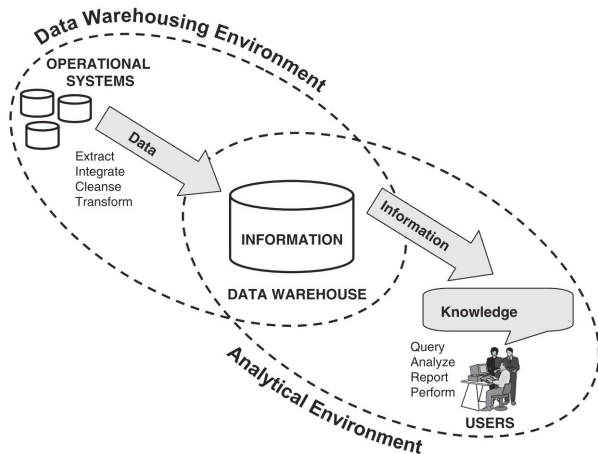 Data Warehousing Environment
OPERATIONAL
SYSTEMS
Data
Extract
Integrate
Cleanse
Transform
INFORMATION
DATA WAREHOUSE
Information
Knowledge
Query
Analyze
Report
Perform
USERS
Analytical Environment